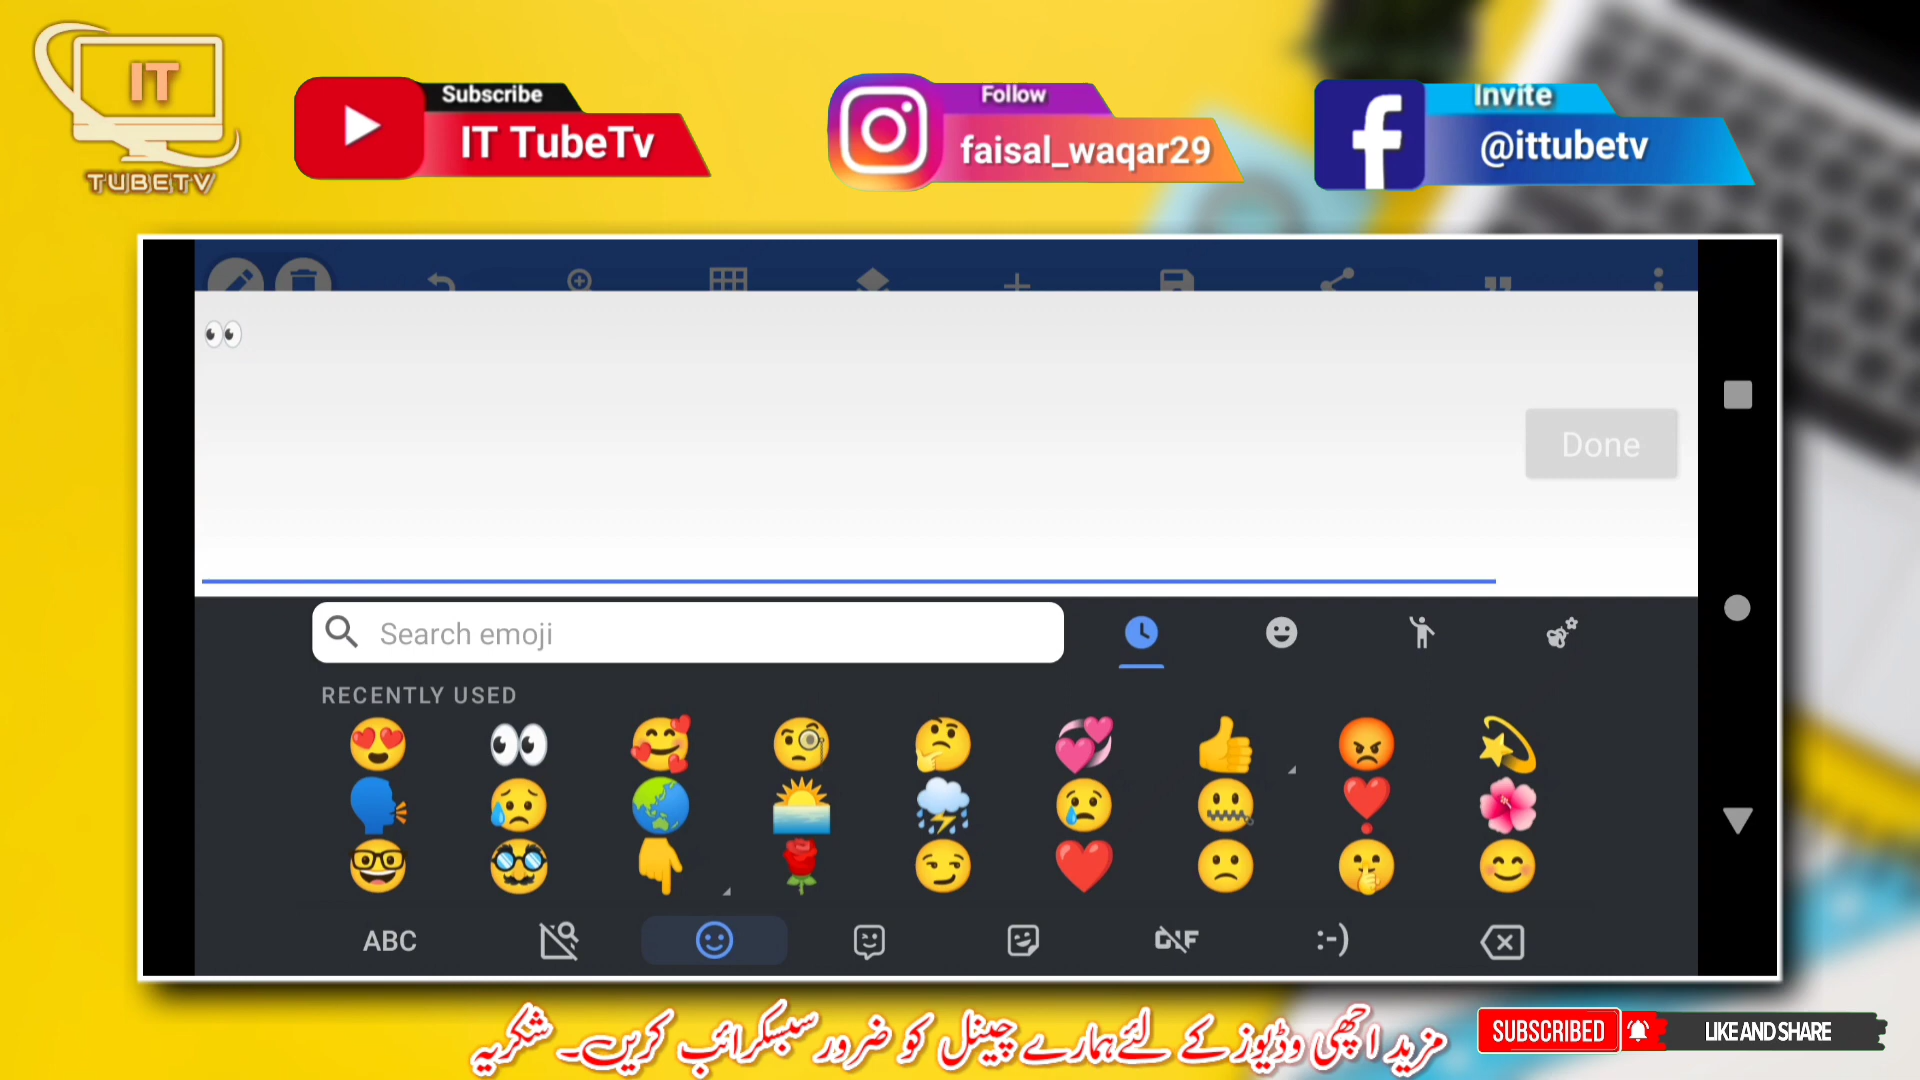 IT
TUBETV
Subscribe
IT TubeTv
Follow
faisal_waqar29
Invite
@ittubetv
👀
Done
Search emoji
RECENTLY USED
ABC
GIF
:-)
مزید اچھی وڈیوز کے لئے ہمارے چینل کو ضرور سبسکرائب کریں۔ شکریہ
SUBSCRIBED
LIKE AND SHARE